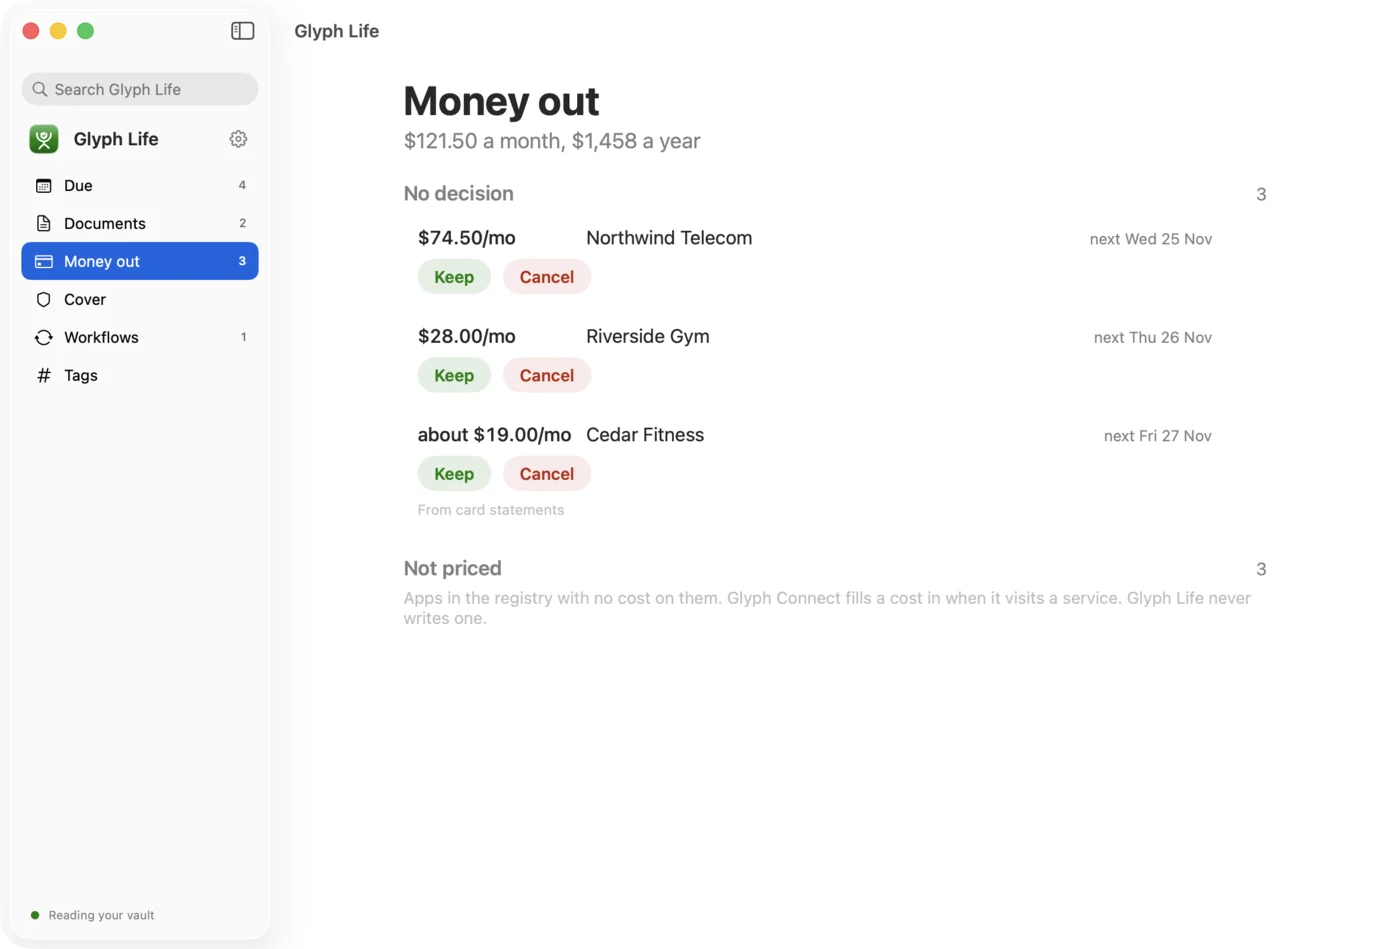 Glyph Life
Search Glyph Life
Glyph Life
Due 4
Documents 2
Money out 3
Cover
Workflows 1
# Tags
Reading your vault
Money out
$121.50 a month, $1,458 a year
No decision 3
$74.50/mo Northwind Telecom next Wed 25 Nov
Keep Cancel
$28.00/mo Riverside Gym next Thu 26 Nov
Keep Cancel
about $19.00/mo Cedar Fitness next Fri 27 Nov
Keep Cancel
From card statements
Not priced 3
Apps in the registry with no cost on them. Glyph Connect fills a cost in when it visits a service. Glyph Life never
writes one.